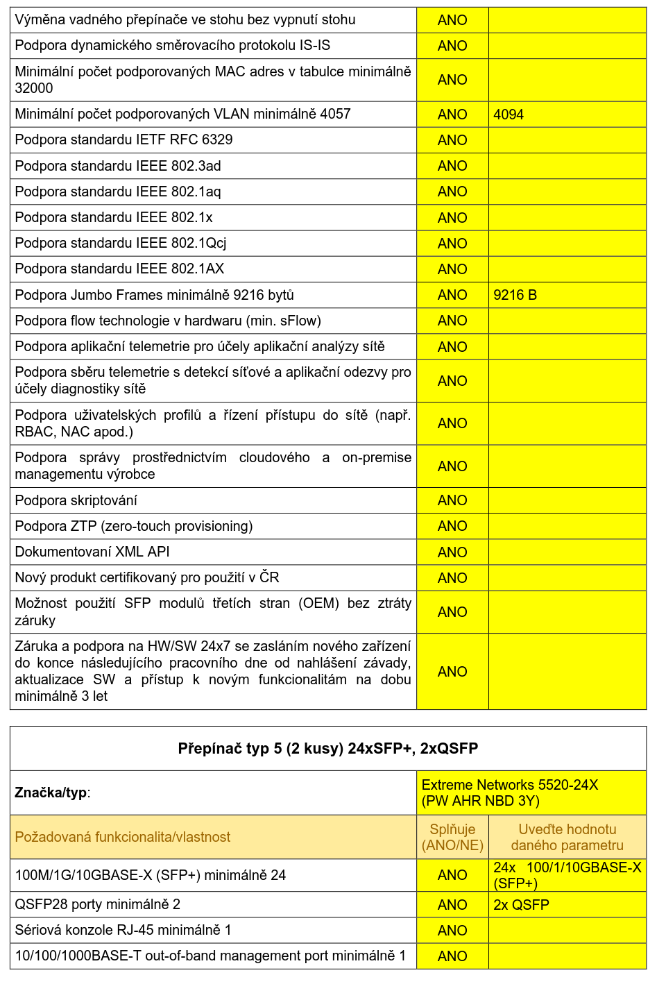 Výměna vadného přepínače ve stohu bez vypnutí stohu ANO
Podpora dynamického směrovacího protokolu IS-IS ANO
Minimální počet podporovaných MAC adres v tabulce minimálně
32000 ANO
Minimální počet podporovaných VLAN minimálně 4057 ANO 4094
Podpora standardu IETF RFC 6329 ANO
Podpora standardu IEEE 802.3ad ANO
Podpora standardu IEEE 802.1aq ANO
Podpora standardu IEEE 802.1x ANO
Podpora standardu IEEE 802.1Qcj ANO
Podpora standardu IEEE 802.1AX ANO
Podpora Jumbo Frames minimálně 9216 bytů ANO 9216 B
Podpora flow technologie v hardwaru (min. sFlow) ANO
Podpora aplikační telemetrie pro účely aplikační analýzy sítě ANO
Podpora sběru telemetrie s detekcí síťové a aplikační odezvy pro
účely diagnostiky sítě ANO
Podpora uživatelských profilů a řízení přístupu do sítě (např.
RBAC, NAC apod.) ANO
Podpora správy prostřednictvím cloudového a on-premise
managementu výrobce ANO
Podpora skriptování ANO
Podpora ZTP (zero-touch provisioning) ANO
Dokumentovaní XML API ANO
Nový produkt certifikovaný pro použití v ČR ANO
Možnost použití SFP modulů třetích stran (OEM) bez ztráty
záruky ANO
Záruka a podpora na HW/SW 24x7 se zasláním nového zařízení
do konce následujícího pracovního dne od nahlášení závady,
aktualizace SW a přístup k novým funkcionalitám na dobu
minimálně 3 let ANO
Přepínač typ 5 (2 kusy) 24xSFP+, 2xQSFP
Značka/typ: Extreme Networks 5520-24X
(PW AHR NBD 3Y)
Požadovaná funkcionalita/vlastnost Splňuje Uveďte hodnotu
(ANO/NE) daného parametru
100M/1G/10GBASE-X (SFP+) minimálně 24 ANO 24x 100/1/10GBASE-X
(SFP+)
QSFP28 porty minimálně 2 ANO 2x QSFP
Sériová konzole RJ-45 minimálně 1 ANO
10/100/1000BASE-T out-of-band management port minimálně 1 ANO